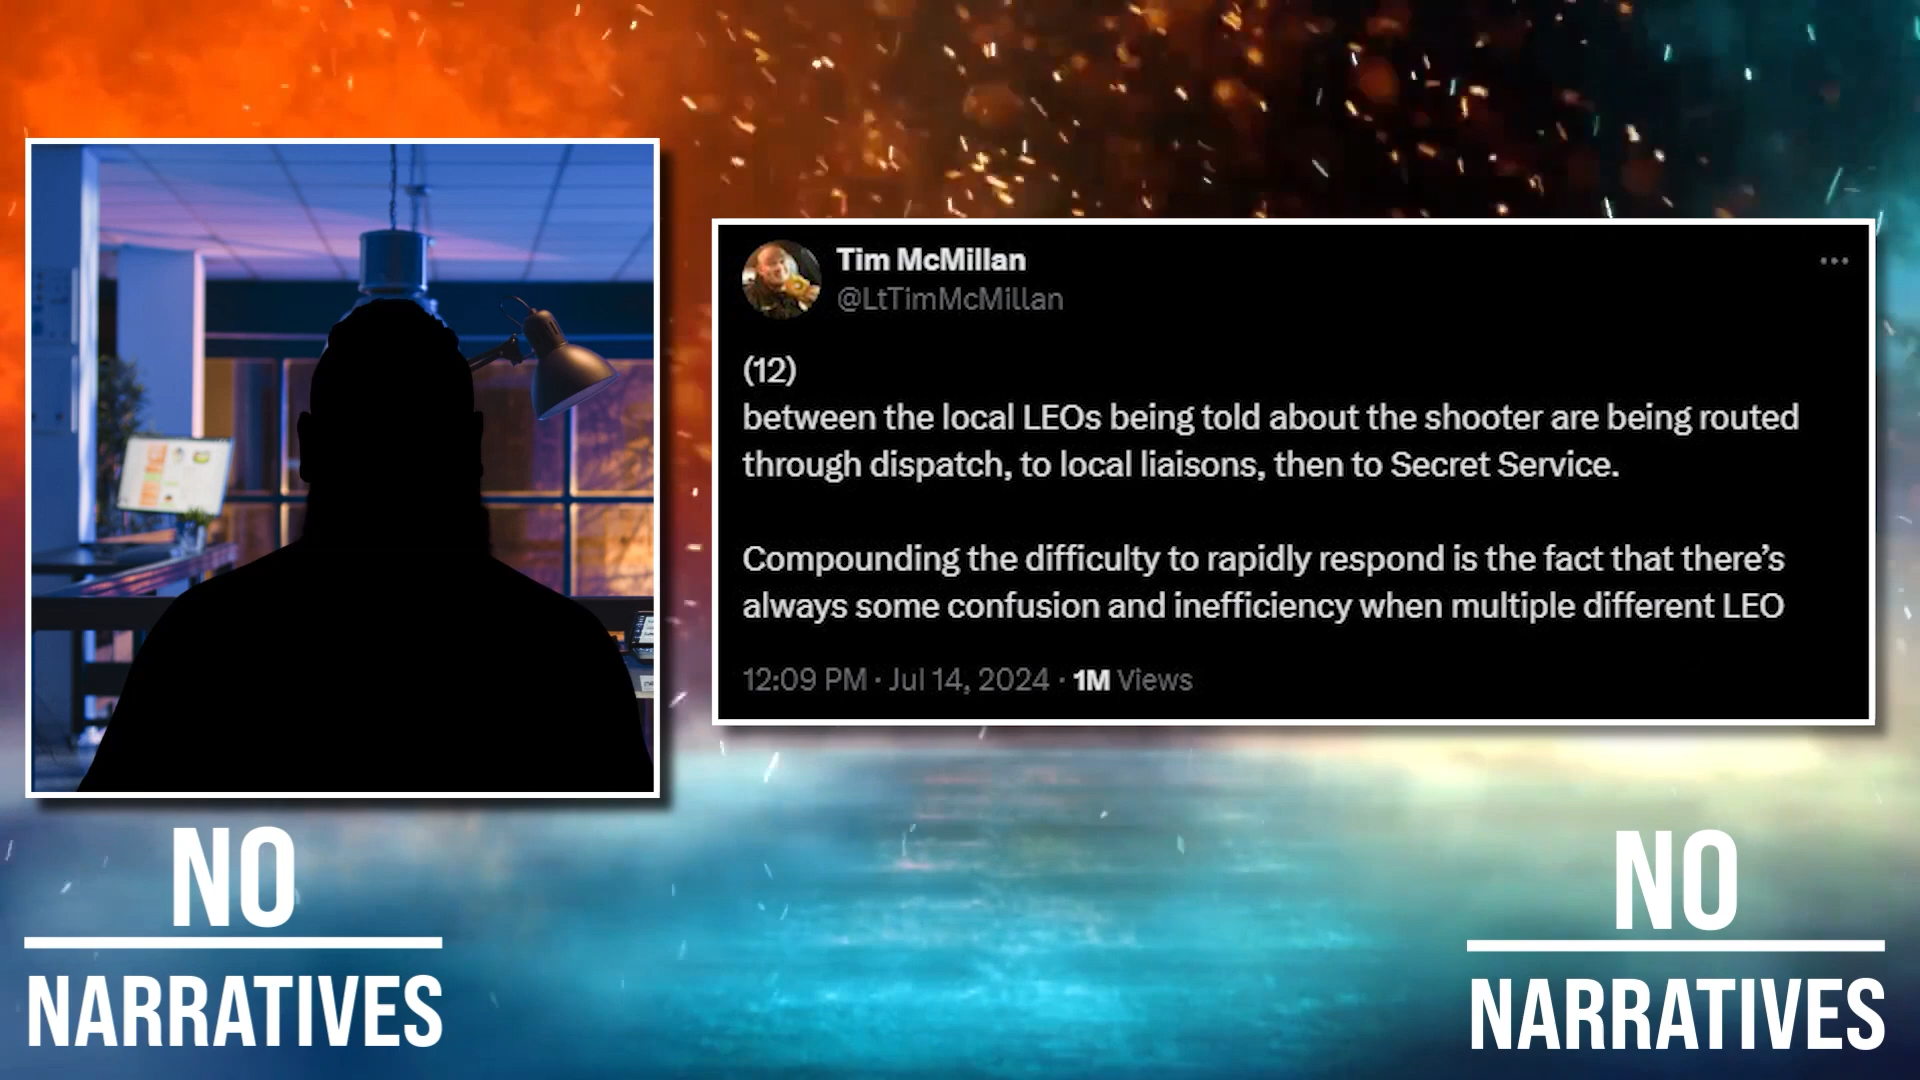 Tim McMillan
@LtTimMcMillan
(12)
between the local LEOs being told about the shooter are being routed
through dispatch, to local liaisons, then to Secret Service.
Compounding the difficulty to rapidly respond is the fact that there’s
always some confusion and inefficiency when multiple different LEO
12:09 PM · Jul 14, 2024 · 1M Views
NO
NARRATIVES
NO
NARRATIVES